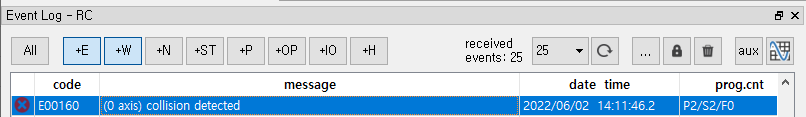 Event Log - RC
All +E +W +N +ST +P +OP +IO +H received events: 25 25 ... aux
code message date time prog.cnt
E00160 (0 axis) collision detected 2022/06/02 14:11:46.2 P2/S2/F0